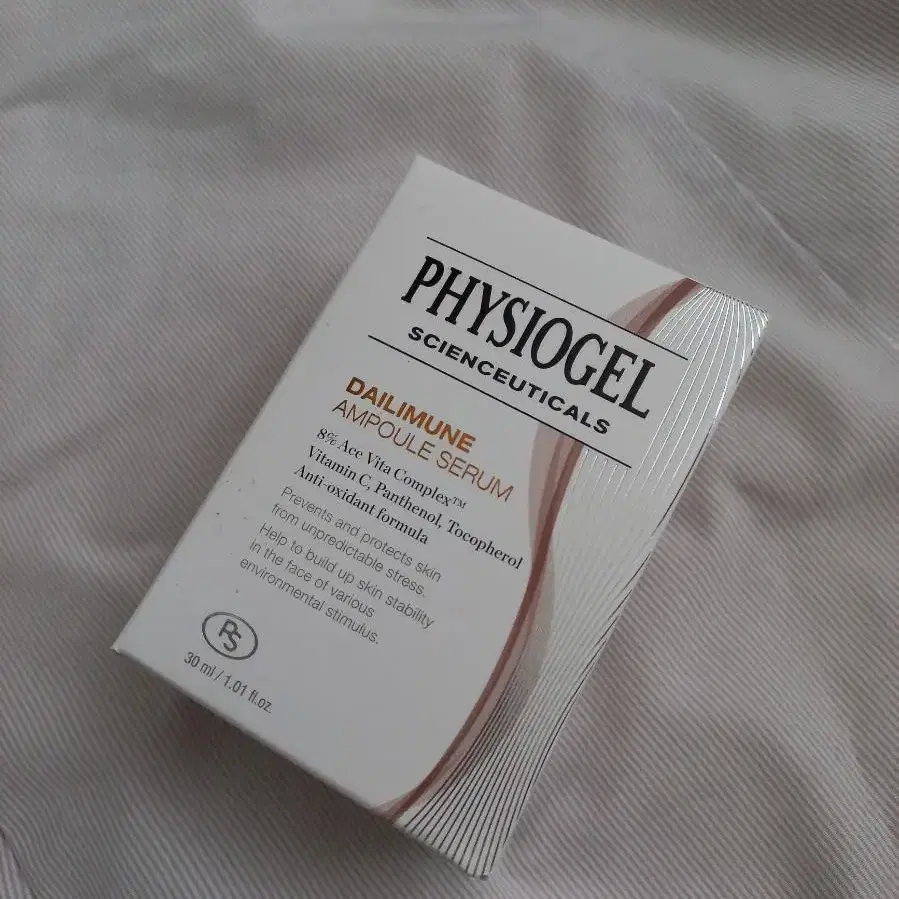 PHYSIOGEL
SCIENCEUTICALS
DAILIMUNE
AMPOULE SERUM
8% Ace Vita Complex™
Vitamin C, Panthenol, Tocopherol
Anti-oxidant formula
Prevents and protects skin
from unpredictable stress.
Help to build up skin stability
in the face of various
environmental stimulus.
PS
30 ml / 1.01 fl.oz.